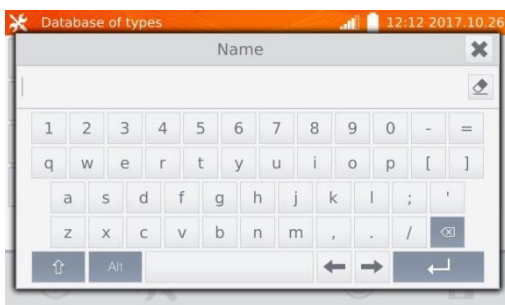 Database of types 12:12 2017.10.26
Name
1 2 3 4 5 6 7 8 9 0 - =
q w e r t y u i o p [ ]
a s d f g h j k l ; '
z x c v b n m , . /
Alt